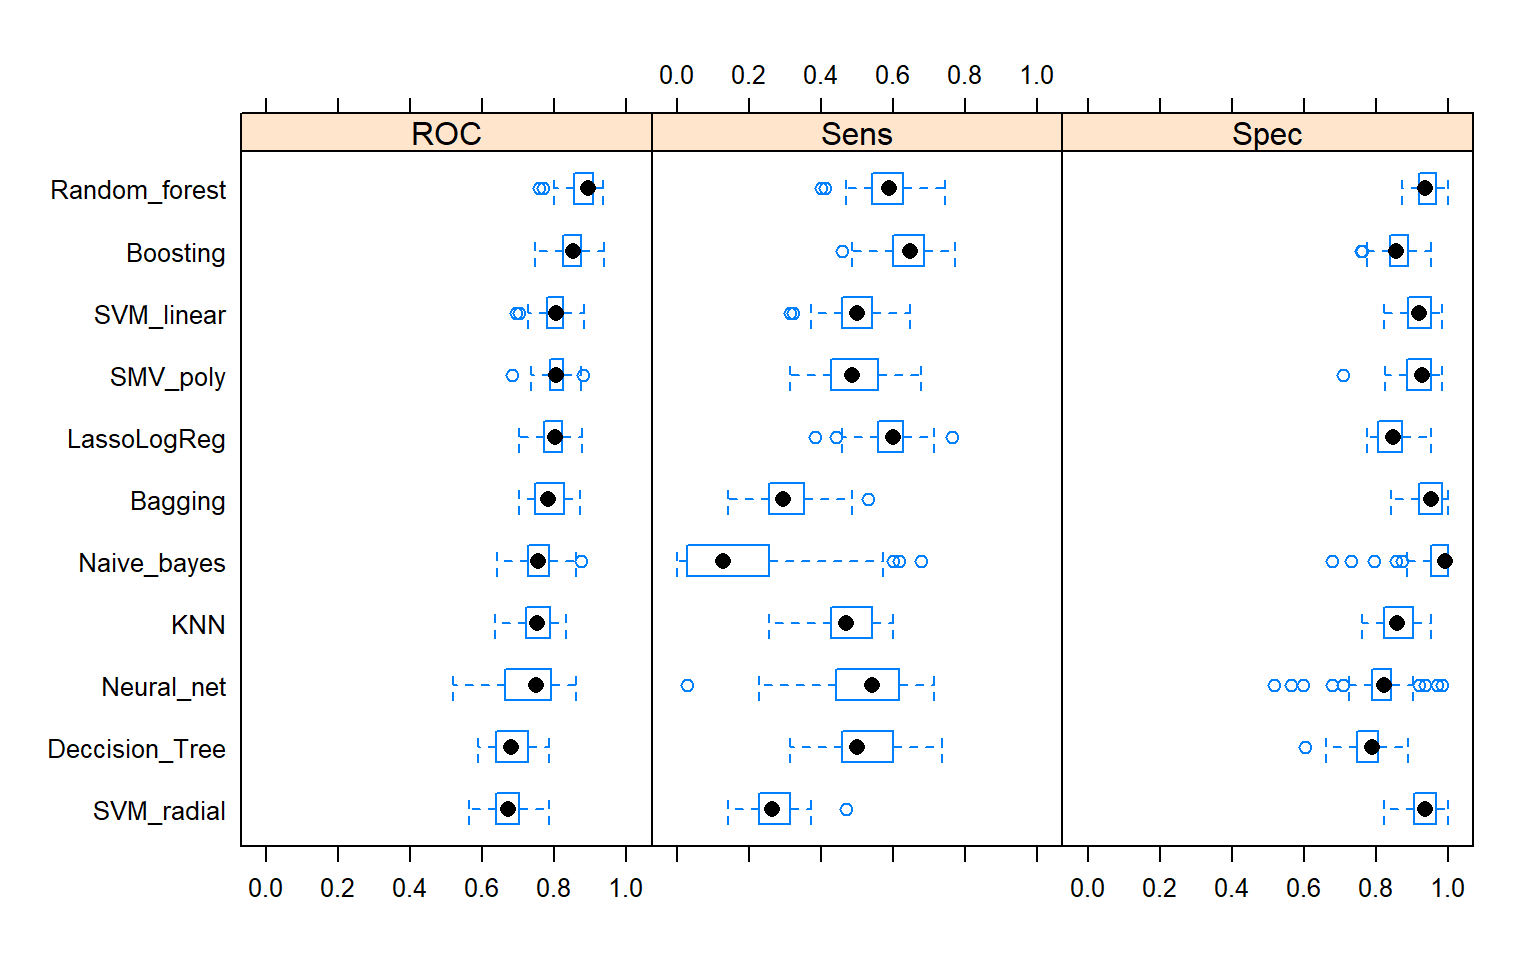 0.0 0.2 0.4 0.6 0.8 1.0
ROC Sens Spec
Random_forest
Boosting
SVM_linear
SMV_poly
LassoLogReg
Bagging
Naive_bayes
KNN
Neural_net
Deccision_Tree
SVM_radial
0.0 0.2 0.4 0.6 0.8 1.0 0.0 0.2 0.4 0.6 0.8 1.0